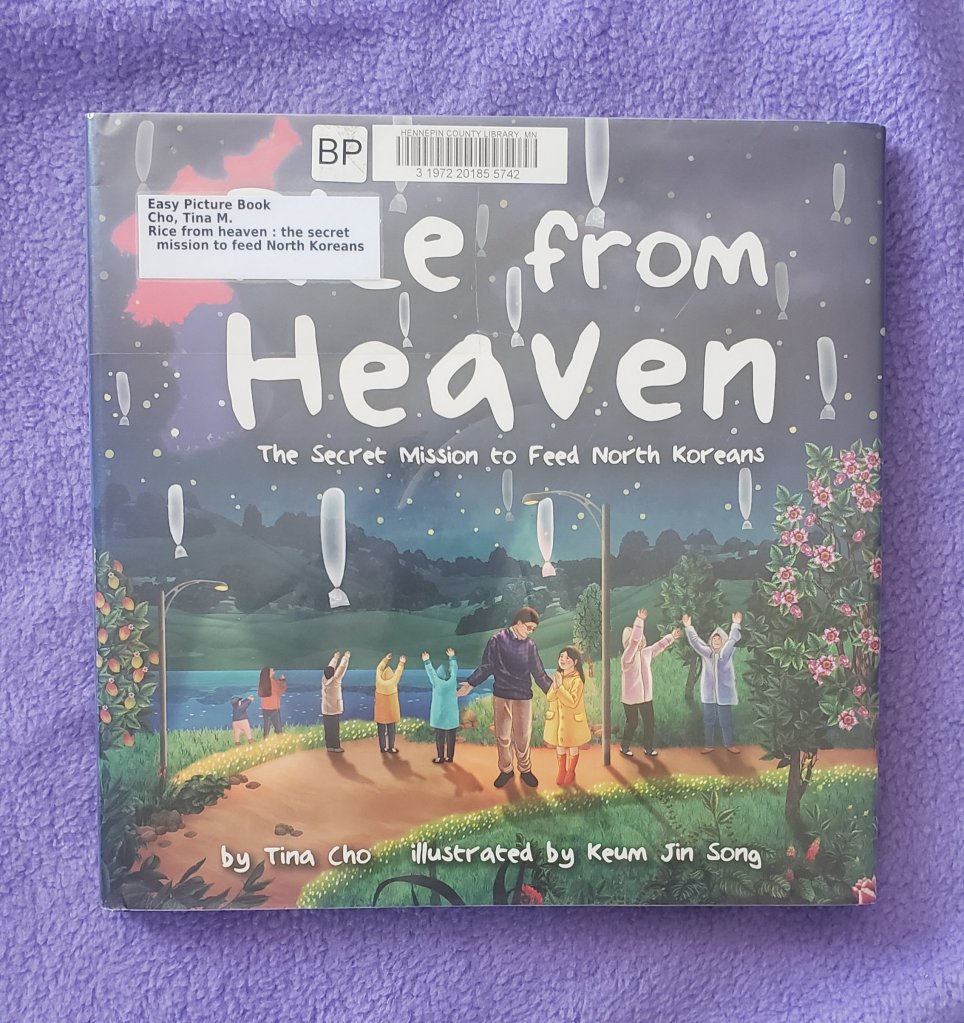 BP
HENNEPIN COUNTY LIBRARY MN
3 1972 20185 5742
Easy Picture Book
Cho, Tina M.
Rice from heaven : the secret
mission to feed North Koreans
from
Heaven
The Secret Mission to Feed North Koreans
by Tina Cho illustrated by Keum Jin Song